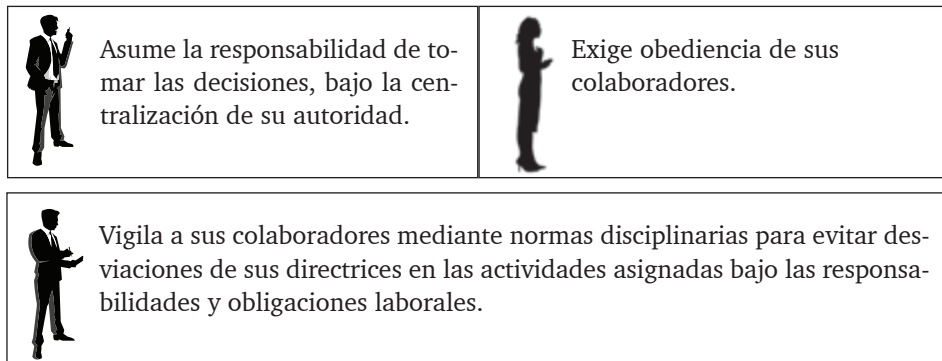 Asume la responsabilidad de to-
mar las decisiones, bajo la cen-
tralización de su autoridad.
Exige obediencia de sus
colaboradores.
Vigila a sus colaboradores mediante normas disciplinarias para evitar des-
viaciones de sus directrices en las actividades asignadas bajo las responsa-
bilidades y obligaciones laborales.